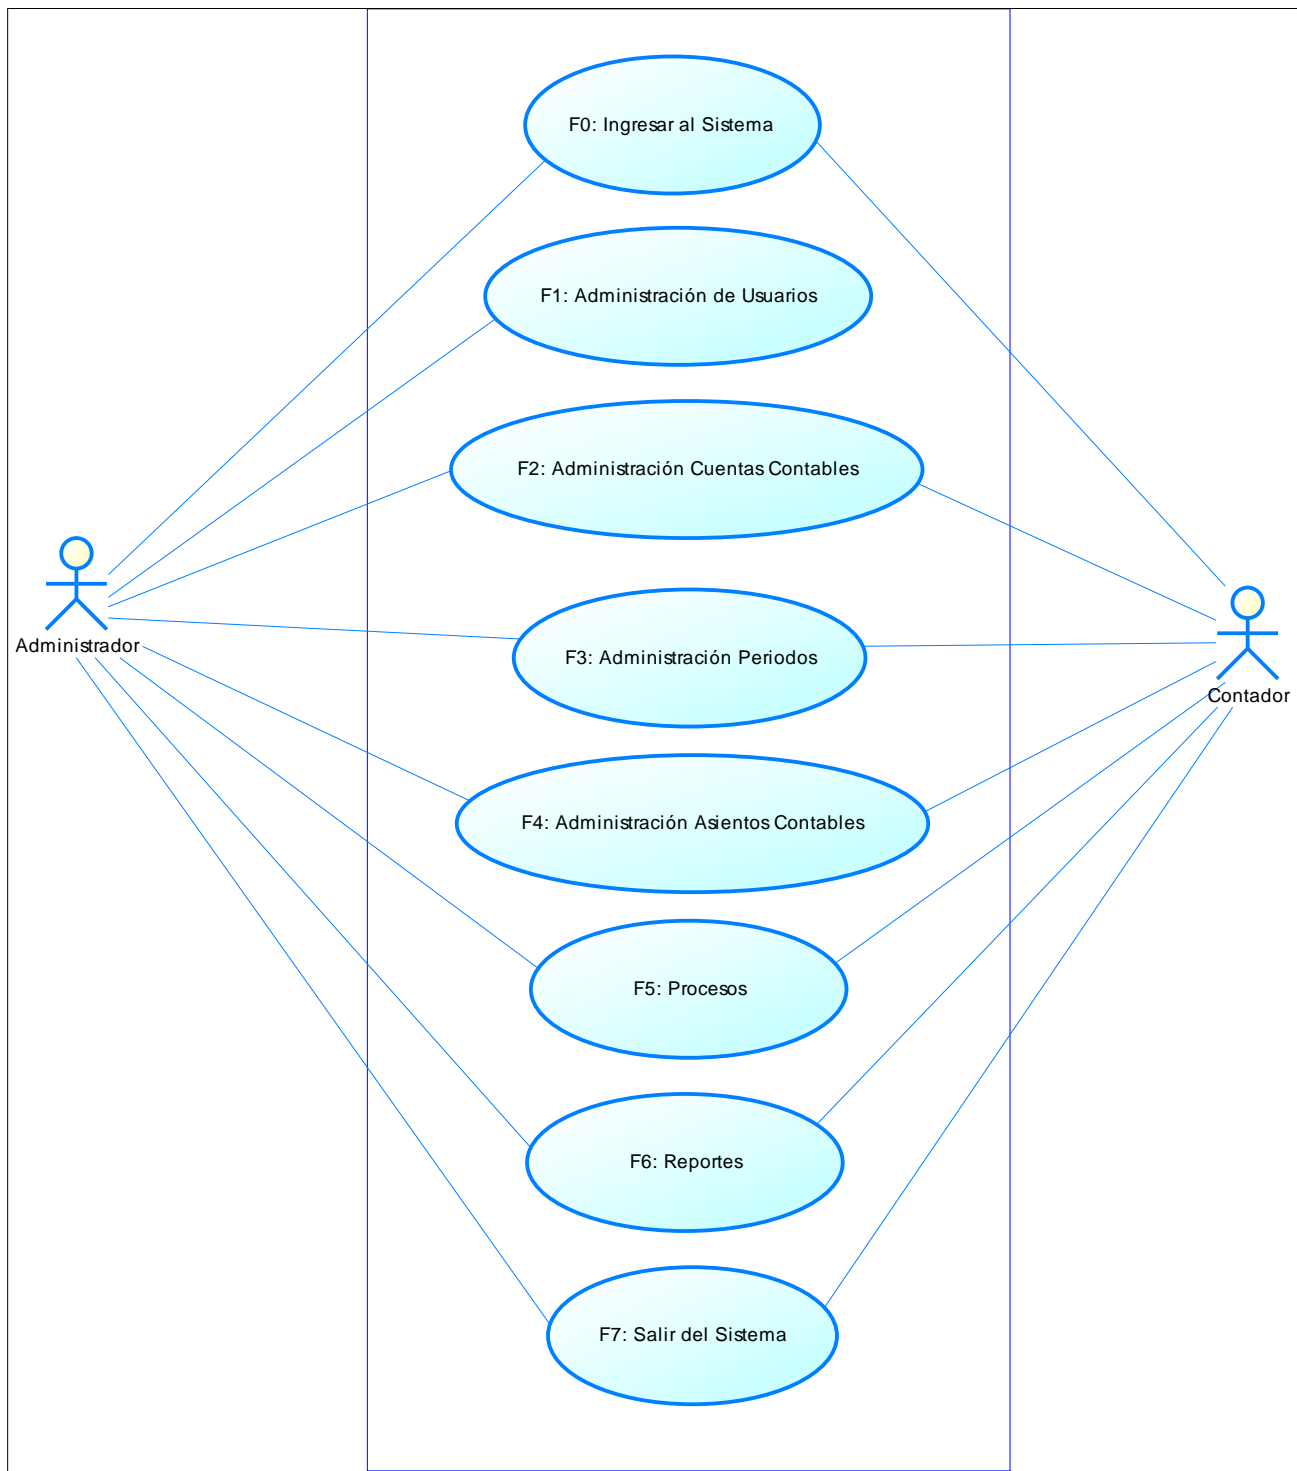 F0: Ingresar al Sistema
F1: Administración de Usuarios
F2: Administración Cuentas Contables
Administrador
F3: Administración Periodos
Contador
F4: Administración Asientos Contables
F5: Procesos
F6: Reportes
F7: Salir del Sistema